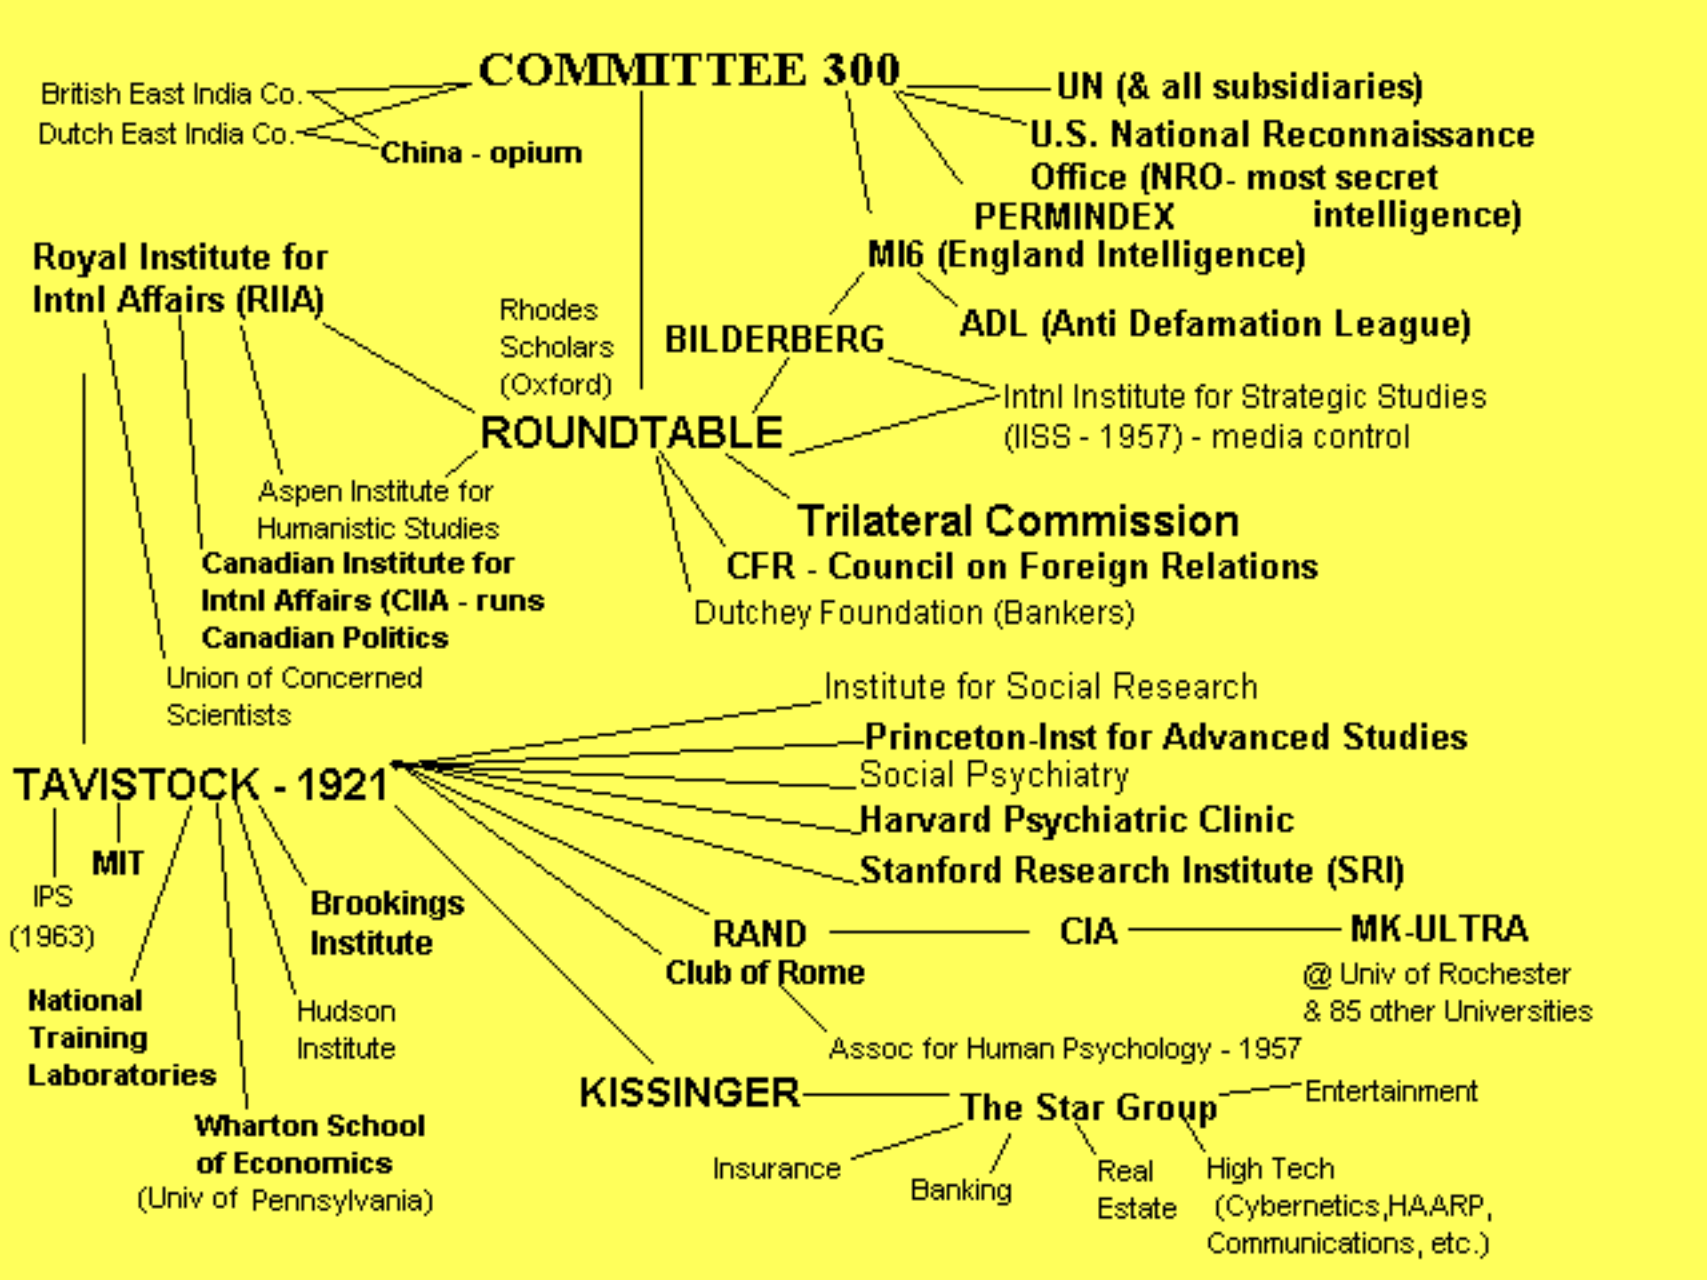 COMMITTEE 300
British East India Co.
Dutch East India Co.
China - opium
UN (& all subsidiaries)
U.S. National Reconnaissance
Office (NRO- most secret
intelligence)
PERMINDEX
MI6 (England Intelligence)
ADL (Anti Defamation League)
Royal Institute for
Intnl Affairs (RIIA)
Rhodes
Scholars
(Oxford)
BILDERBERG
Intnl Institute for Strategic Studies
(IISS - 1957) - media control
ROUNDTABLE
Aspen Institute for
Humanistic Studies
Trilateral Commission
CFR - Council on Foreign Relations
Dutchey Foundation (Bankers)
Canadian Institute for
Intnl Affairs (CIIA - runs
Canadian Politics
Union of Concerned
Scientists
TAVISTOCK - 1921
Institute for Social Research
Princeton-Inst for Advanced Studies
Social Psychiatry
Harvard Psychiatric Clinic
Stanford Research Institute (SRI)
RAND
CIA
MK-ULTRA
@ Univ of Rochester
& 85 other Universities
Club of Rome
Assoc for Human Psychology - 1957
MIT
IPS
(1963)
Brookings
Institute
National
Training
Laboratories
Hudson
Institute
Wharton School
of Economics
(Univ of Pennsylvania)
KISSINGER
The Star Group
Entertainment
Insurance
Banking
Real
Estate
High Tech
(Cybernetics,HAARP,
Communications, etc.)